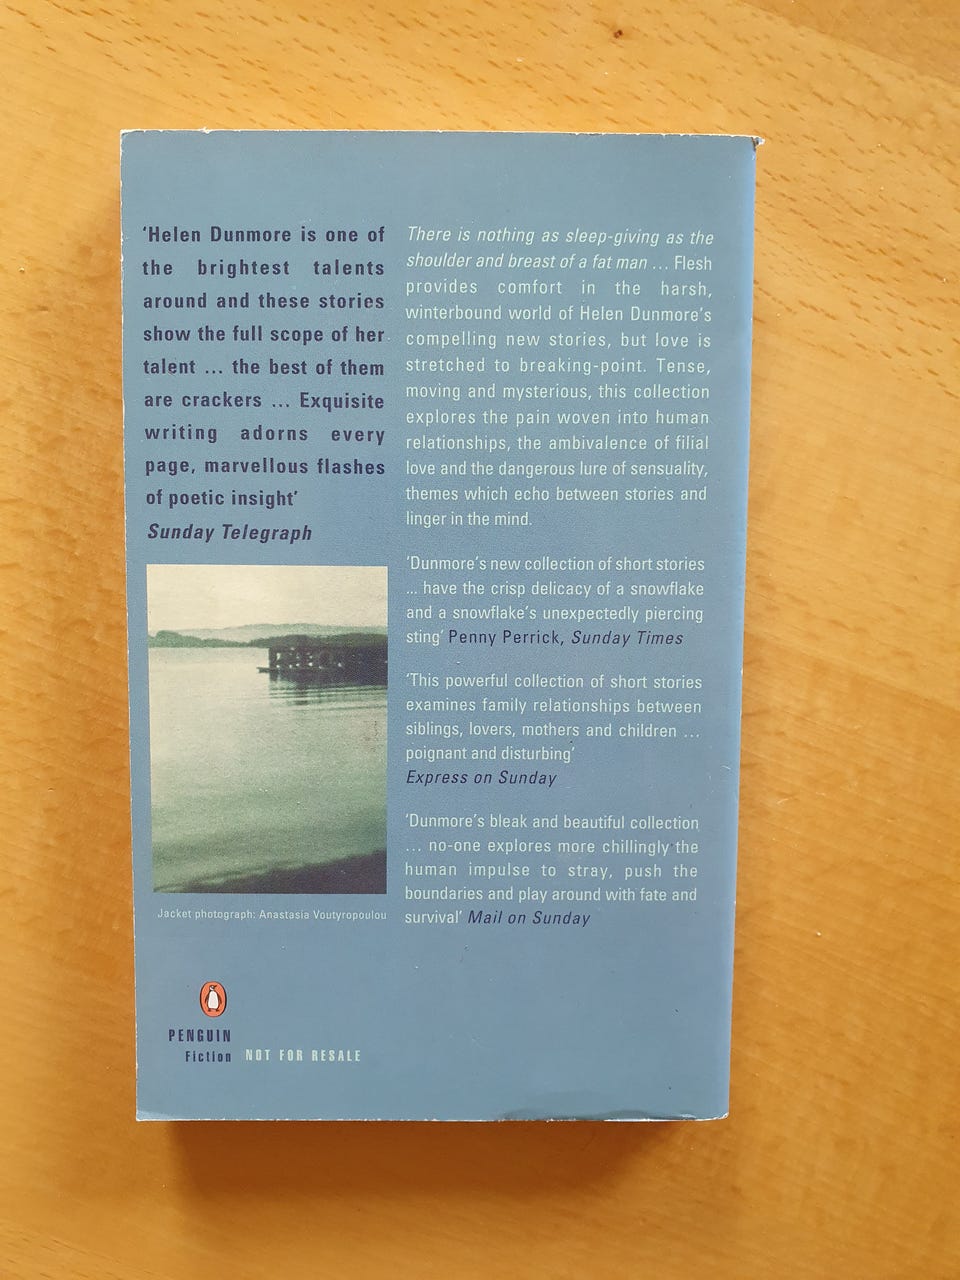 ‘Helen Dunmore is one of
the brightest talents
around and these stories
show the full scope of her
talent ... the best of them
are crackers ... Exquisite
writing adorns every
page, marvellous flashes
of poetic insight’
Sunday Telegraph
Jacket photograph: Anastasia Voutyropoulou
There is nothing as sleep-giving as the
shoulder and breast of a fat man ... Flesh
provides comfort in the harsh,
winterbound world of Helen Dunmore’s
compelling new stories, but love is
stretched to breaking-point. Tense,
moving and mysterious, this collection
explores the pain woven into human
relationships, the ambivalence of filial
love and the dangerous lure of sensuality,
themes which echo between stories and
linger in the mind.
‘Dunmore’s new collection of short stories
... have the crisp delicacy of a snowflake
and a snowflake’s unexpectedly piercing
sting’ Penny Perrick, Sunday Times
‘This powerful collection of short stories
examines family relationships between
siblings, lovers, mothers and children ...
poignant and disturbing’
Express on Sunday
‘Dunmore’s bleak and beautiful collection
... no-one explores more chillingly the
human impulse to stray, push the
boundaries and play around with fate and
survival’ Mail on Sunday
PENGUIN
Fiction NOT FOR RESALE